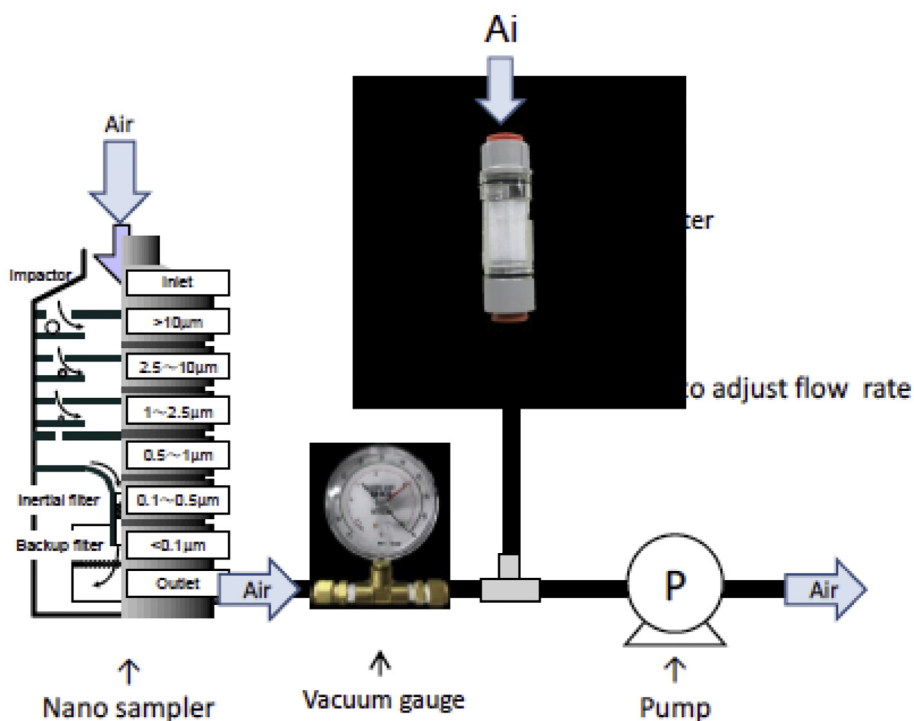 Ai
Air
ter
Impactor
Inlet
>10μm
2.5～10μm
to adjust flow rate
1～2.5μm
0.5～1μm
Inertial filter
0.1～0.5μm
Backup filter
<0.1μm
Outlet
Air
P
Air
Nano sampler
Vacuum gauge
Pump